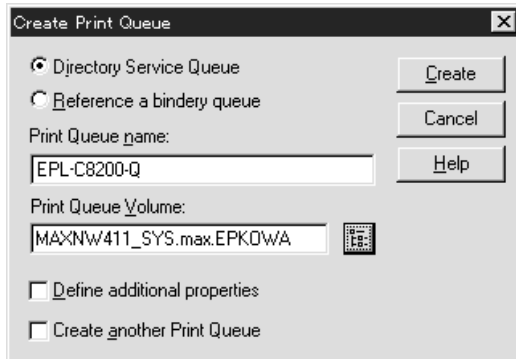 Create Print Queue
Directory Service Queue
Reference a bindery queue
Print Queue name:
EPL-C8200-Q
Print Queue Volume:
MAXNW411_SYS.max.EPKOWA
Define additional properties
Create another Print Queue
Create
Cancel
Help